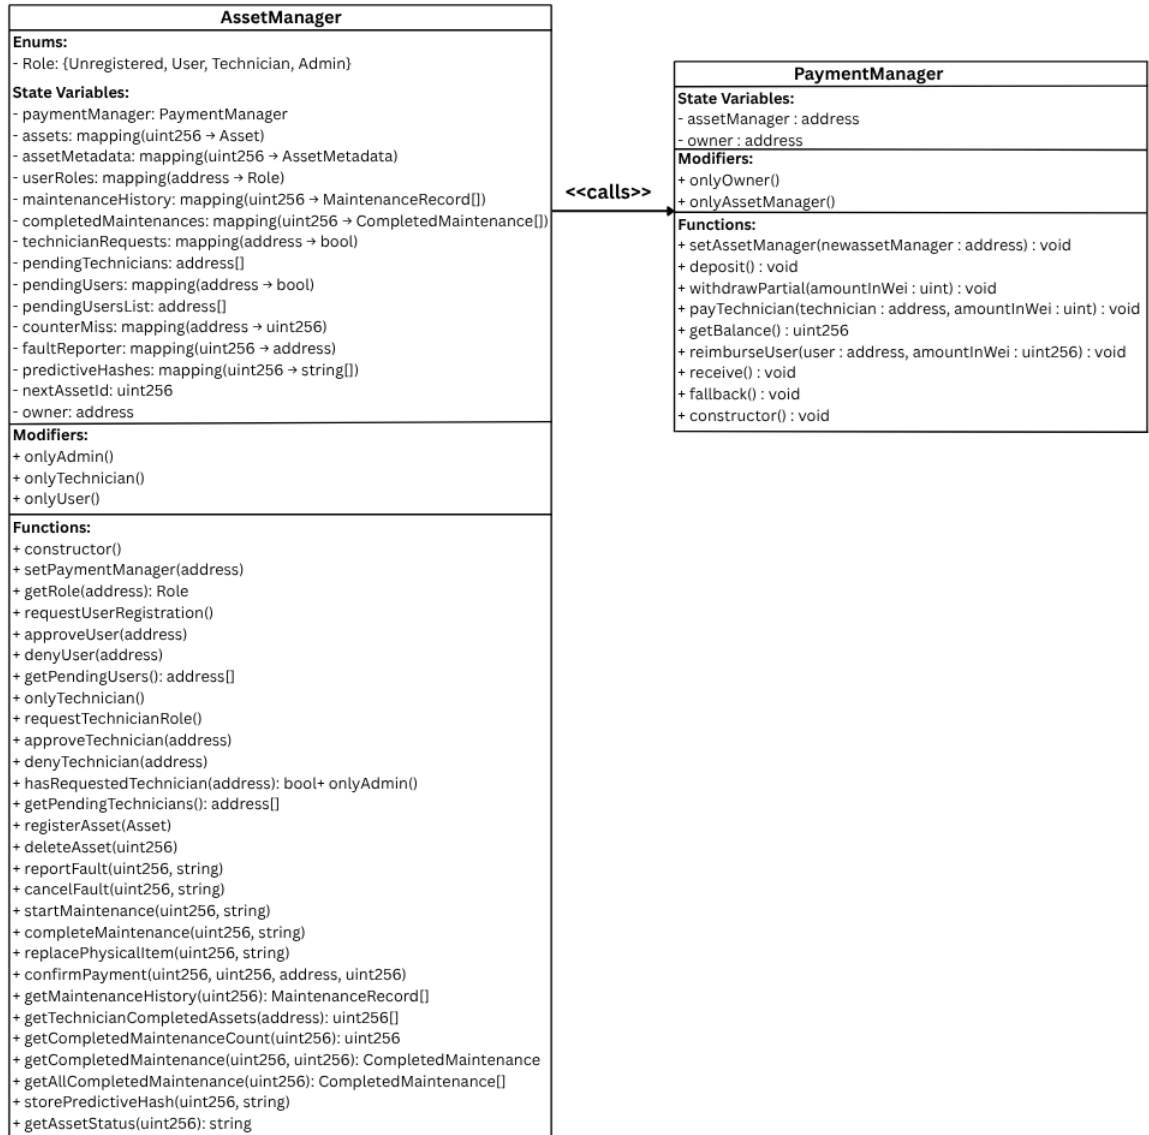 AssetManager
Enums:
- Role: {Unregistered, User, Technician, Admin}
State Variables:
- paymentManager: PaymentManager
- assets: mapping(uint256 → Asset)
- assetMetadata: mapping(uint256 → AssetMetadata)
- userRoles: mapping(address → Role)
- maintenanceHistory: mapping(uint256 → MaintenanceRecord[])
- completedMaintenances: mapping(uint256 → CompletedMaintenance[])
- technicianRequests: mapping(address → bool)
- pendingTechnicians: address[]
- pendingUsers: mapping(address → bool)
- pendingUsersList: address[]
- counterMiss: mapping(address → uint256)
- faultReporter: mapping(uint256 → address)
- predictiveHashes: mapping(uint256 → string[])
- nextAssetId: uint256
- owner: address
Modifiers:
+ onlyAdmin()
+ onlyTechnician()
+ onlyUser()
Functions:
+ constructor()
+ setPaymentManager(address)
+ getRole(address): Role
+ requestUserRegistration()
+ approveUser(address)
+ denyUser(address)
+ getPendingUsers(): address[]
+ onlyTechnician()
+ requestTechnicianRole()
+ approveTechnician(address)
+ denyTechnician(address)
+ hasRequestedTechnician(address): bool+ onlyAdmin()
+ getPendingTechnicians(): address[]
+ registerAsset(Asset)
+ deleteAsset(uint256)
+ reportFault(uint256, string)
+ cancelFault(uint256, string)
+ startMaintenance(uint256, string)
+ completeMaintenance(uint256, string)
+ replacePhysicalItem(uint256, string)
+ confirmPayment(uint256, uint256, address, uint256)
+ getMaintenanceHistory(uint256): MaintenanceRecord[]
+ getTechnicianCompletedAssets(address): uint256[]
+ getCompletedMaintenanceCount(uint256): uint256
+ getCompletedMaintenance(uint256, uint256): CompletedMaintenance
+ getAllCompletedMaintenance(uint256): CompletedMaintenance[]
+ storePredictiveHash(uint256, string)
+ getAssetStatus(uint256): string
<<calls>>
PaymentManager
State Variables:
- assetManager : address
- owner : address
Modifiers:
+ onlyOwner()
+ onlyAssetManager()
Functions:
+ setAssetManager(newassetManager : address) : void
+ deposit() : void
+ withdrawPartial(amountInWei : uint) : void
+ payTechnician(technician : address, amountInWei : uint) : void
+ getBalance() : uint256
+ reimburseUser(user : address, amountInWei : uint256) : void
+ receive() : void
+ fallback() : void
+ constructor() : void